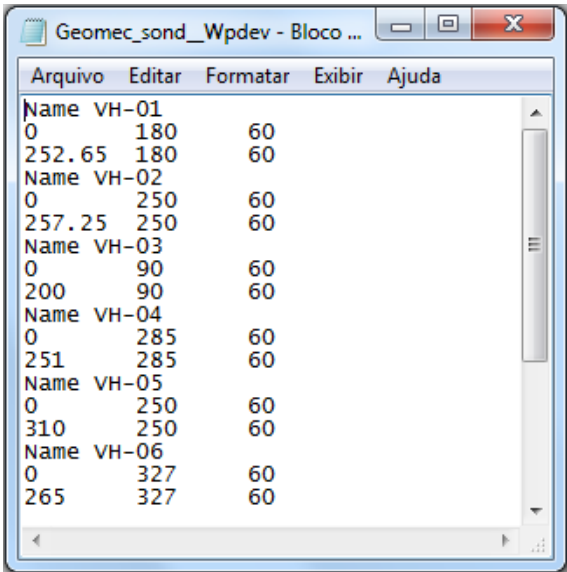 Geomec_sond__Wpdev - Bloco ...
Arquivo Editar Formatar Exibir Ajuda
Name VH-01
0 180 60
252.65 180 60
Name VH-02
0 250 60
257.25 250 60
Name VH-03
0 90 60
200 90 60
Name VH-04
0 285 60
251 285 60
Name VH-05
0 250 60
310 250 60
Name VH-06
0 327 60
265 327 60